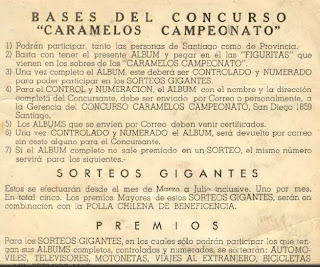 BASES DEL CONCURSO
"CARAMELOS CAMPEONATO"
1) Podrán participar, tanto las personas de Santiago como de Provincia.
2) Basta con tener el presente ALBUM y pegar en él las "FIGURITAS" que
vienen en los sobres de los "CARAMELOS CAMPEONATO".
3) Una vez completo el ALBUM, este deberá ser CONTROLADO y NUMERADO
para poder participar en los SORTEOS GIGANTES.
4) Para el CONTROL y NUMERACION, el ALBUM con el nombre y la dirección
completa del Concursante, debe ser enviado por Correo o personalmente, a
la Gerencia del CONCURSO CARAMELOS CAMPEONATO, San Diego 1859
Santiago.
5) Los ALBUMS que se envíen por Correo deben venir certificados.
6) Una vez CONTROLADO y NUMERADO el ALBUM, será devuelto por correo
sin costo alguno para el Concursante.
7) Si el ALBUM completo no sale premiado en un SORTEO, el mismo número
servirá para los siguientes.-
SORTEOS GIGANTES
Estos se efectuarán desde el mes de Marzo a Julio inclusive. Uno por mes.
En total cinco. Los premios Mayores de estos SORTEOS GIGANTES, serán en
combinación con la POLLA CHILENA DE BENEFICENCIA.
PREMIOS
Para los SORTEOS GIGANTES, en los cuales sólo podrán participar los que ten-
gan sus ALBUMS completos, controlados y numerados, se sortearán: AUTOMO-
VILES, TELEVISORES, MOTONETAS, VIAJES AL EXTRANJERO, BICICLETAS